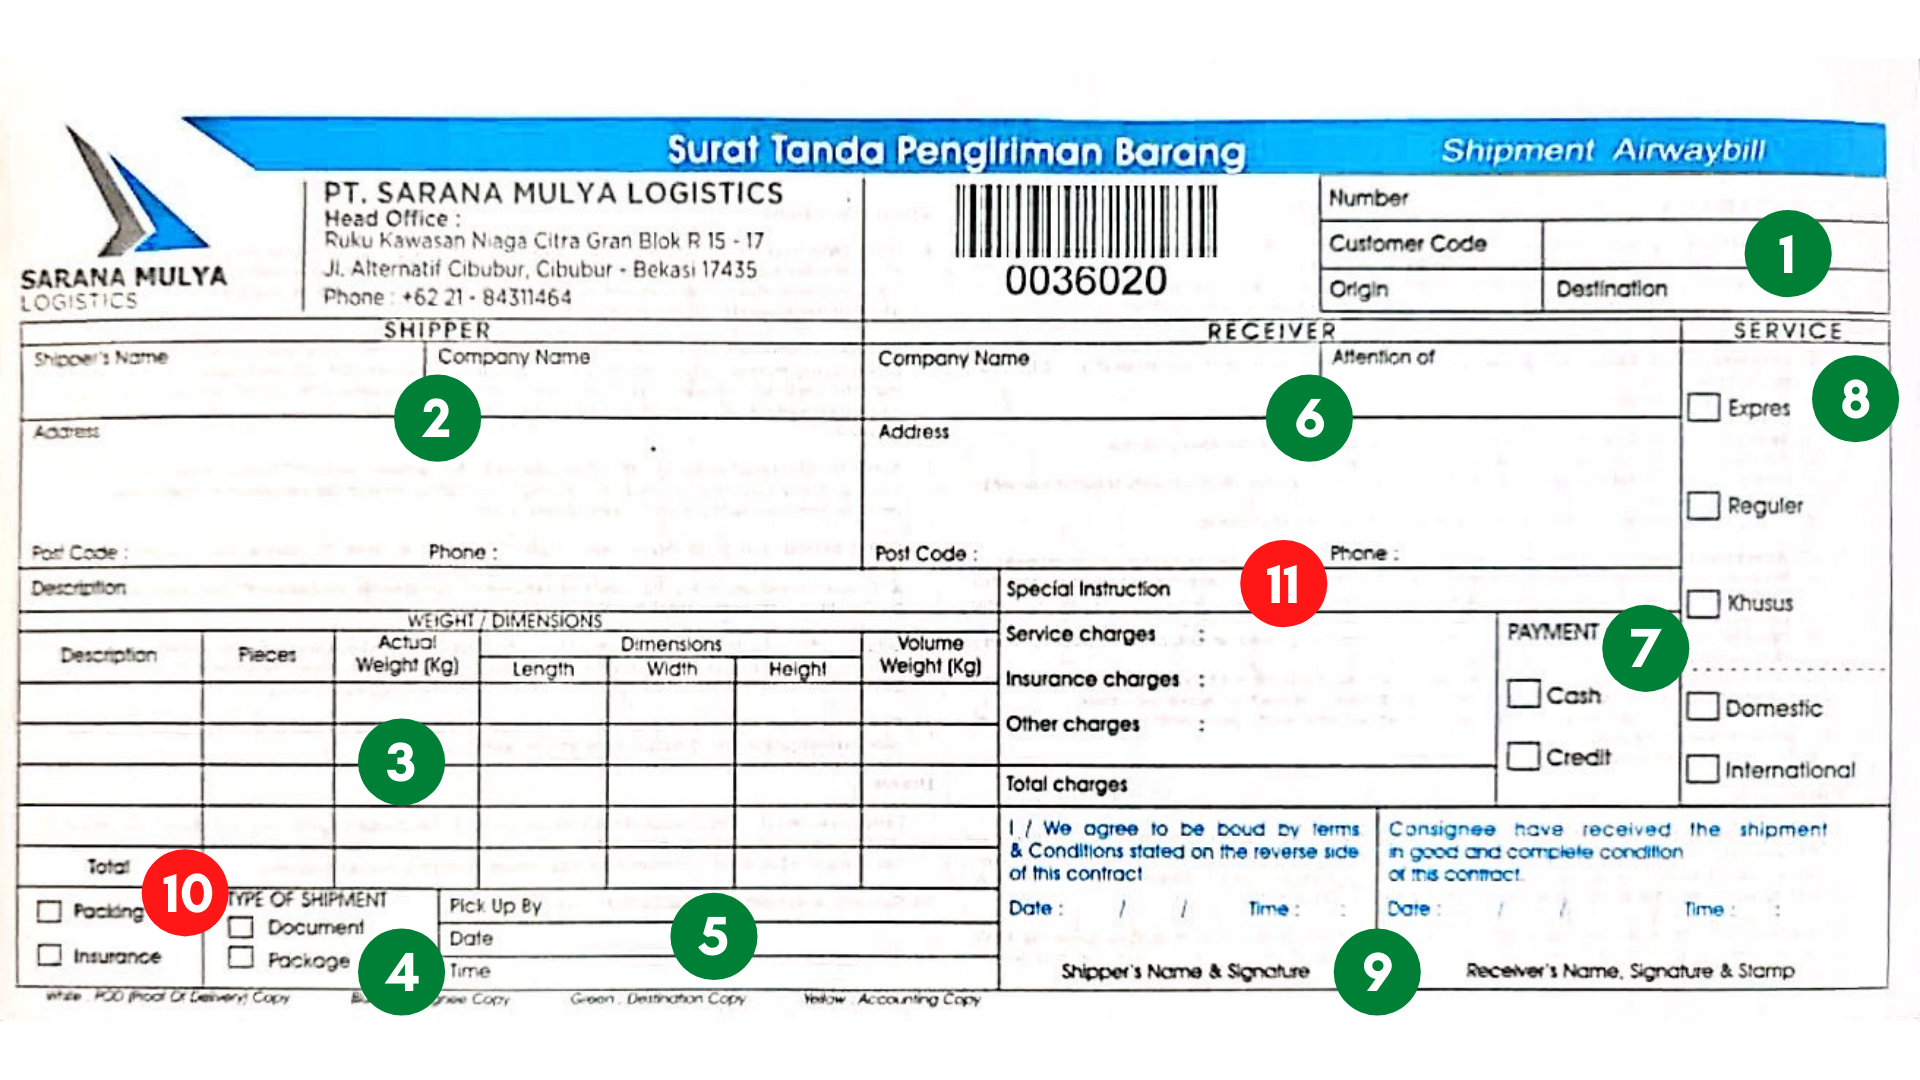 Surat Tanda Pengiriman Barang
Shipment Airwaybill
SARANA MULYA
LOGISTICS
PT. SARANA MULYA LOGISTICS
Head Office :
Ruku Kawasan Niaga Citra Gran Blok R 15 - 17
Jl. Alternatif Cibubur, Cibubur - Bekasi 17435
Phone : +62 21 - 84311464
0036020
Number
Customer Code
1
Origin
Destination
SHIPPER
RECEIVER
SERVICE
Shipper's Name
Company Name
Company Name
Attention of
2
6
8
Address
Address
Expres
Reguler
Khusus
Post Code :
Phone :
Post Code :
Phone :
Description
Special Instruction
11
WEIGHT / DIMENSIONS
Description
Pieces
Actual
Weight (Kg)
Dimensions
Length
Width
Height
Volume
Weight (Kg)
3
Total
Service charges :
Insurance charges :
Other charges :
Total charges
PAYMENT
7
Cash
Credit
Domestic
International
10
Packing
Insurance
TYPE OF SHIPMENT
Document
Package
4
Pick Up By
Date
Time
5
I / We agree to be boud by terms
& Conditions stated on the reverse side
of this contract
Date : / / Time : :
Shipper's Name & Signature
9
Consignee have received the shipment
in good and complete condition
of this contract.
Date : / / Time : :
Receiver's Name, Signature & Stamp
White : POD (Proof Of Delivery) Copy
Copy
Green : Destination Copy
Yellow : Accounting Copy